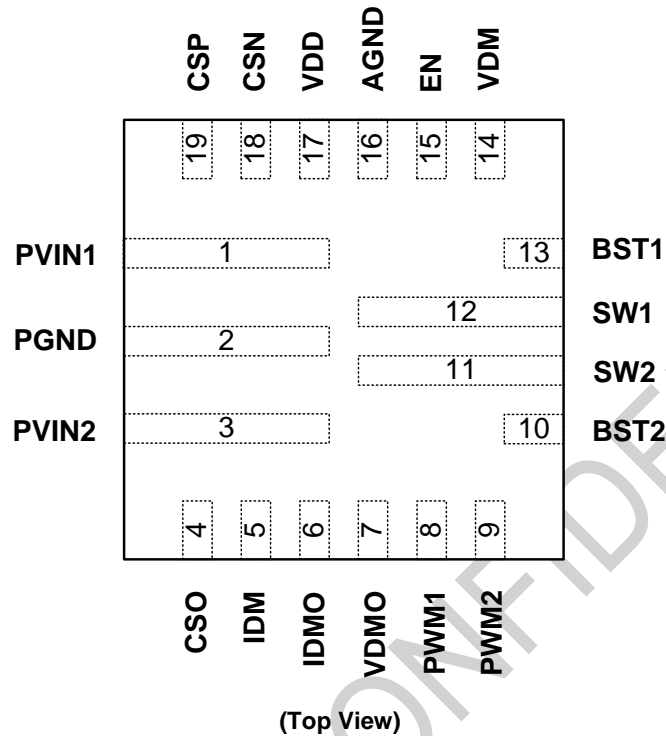 CSP
CSN
VDD
AGND
EN
VDM
19
18
17
16
15
14
PVIN1
1
13
BST1
12
SW1
PGND
2
11
SW2
PVIN2
3
10
BST2
4
5
6
7
8
9
CSO
IDM
IDMO
VDMO
PWM1
PWM2
(Top View)